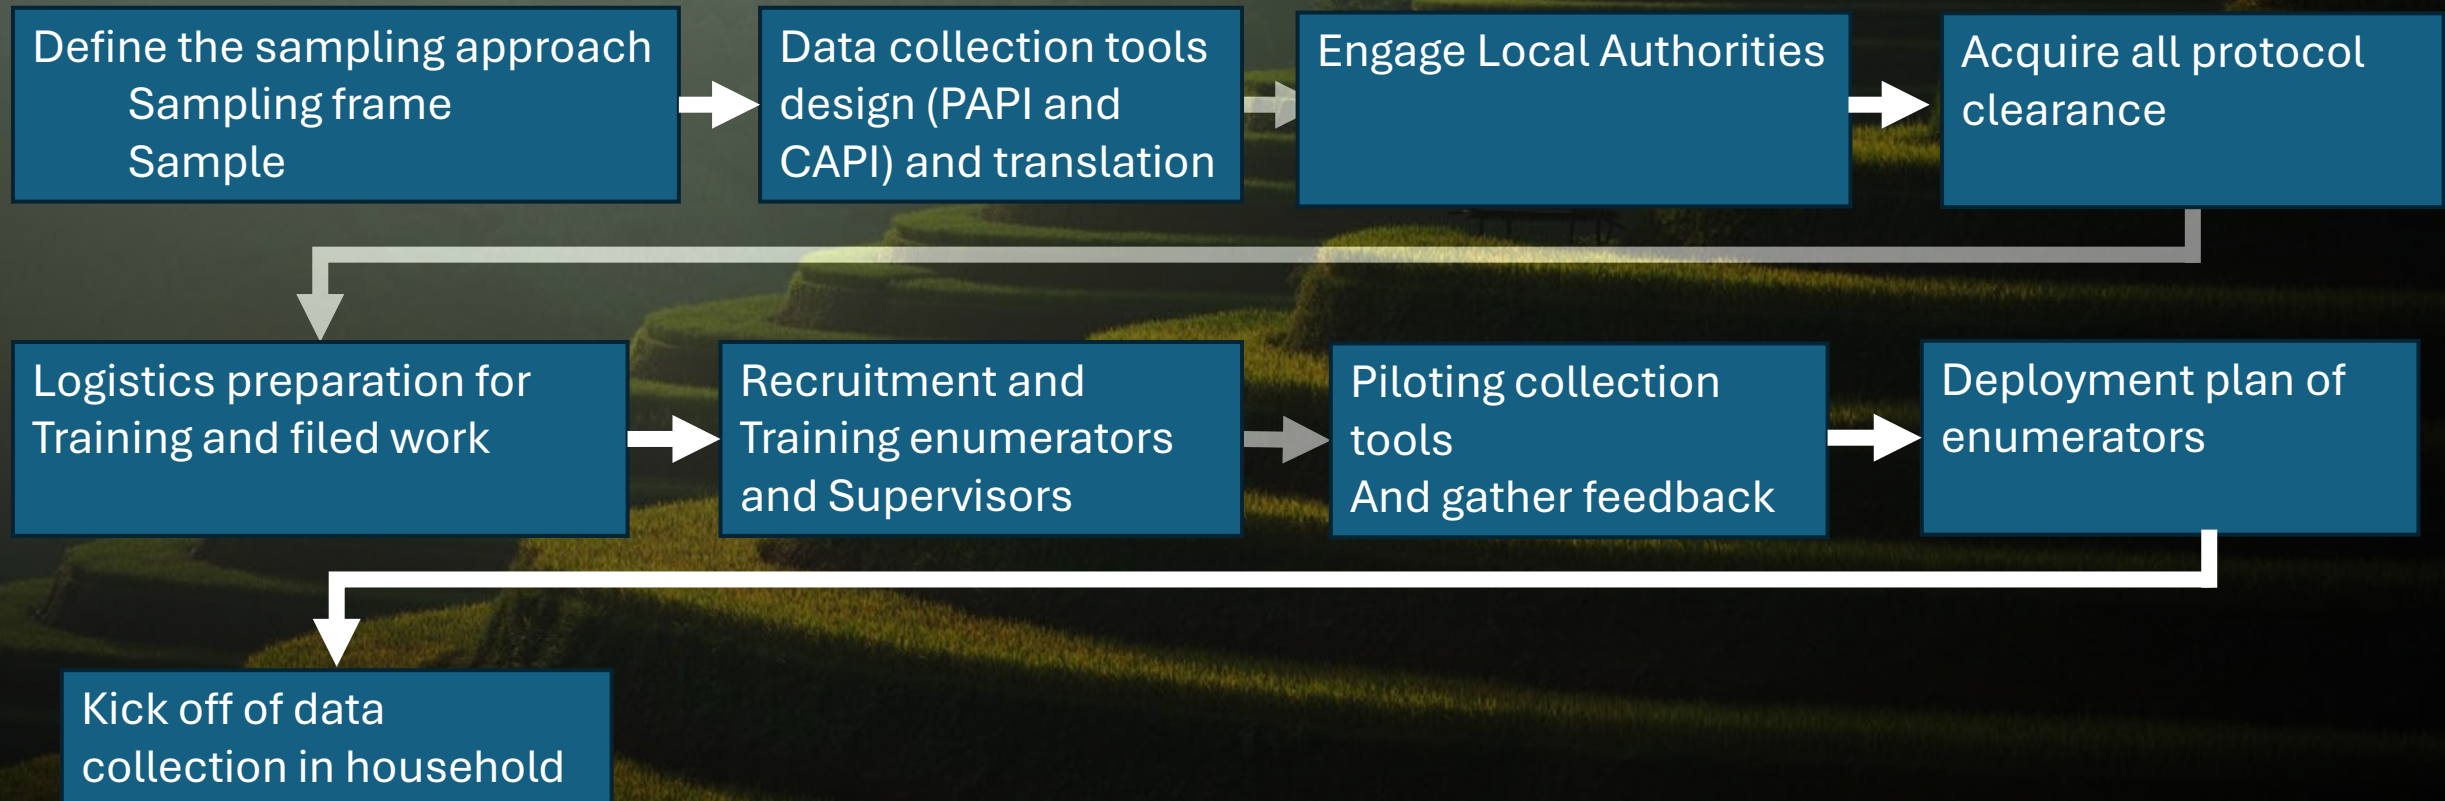 Define the sampling approach
Sampling frame
Sample
Data collection tools
design (PAPI and
CAPI) and translation
Engage Local Authorities
Acquire all protocol
clearance
Logistics preparation for
Training and filed work
Recruitment and
Training enumerators
and Supervisors
Piloting collection
tools
And gather feedback
Deployment plan of
enumerators
Kick off of data
collection in household